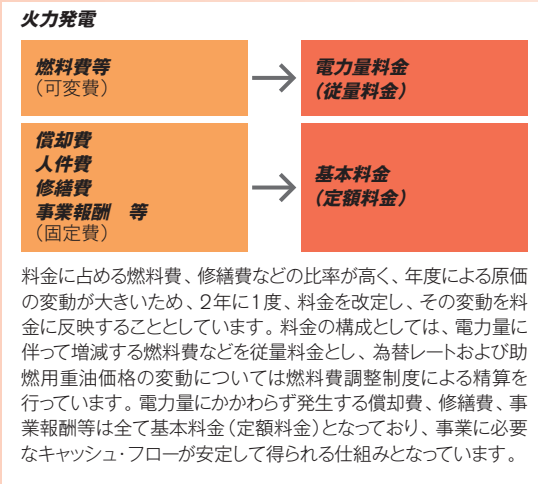 火力発電
燃料費等
(可変費)
電力量料金
(従量料金)
償却費
人件費
修繕費
事業報酬 等
(固定費)
基本料金
(定額料金)
料金に占める燃料費、修繕費などの比率が高く、年度による原価
の変動が大きいため、2年に1度、料金を改定し、その変動を料
金に反映することとしています。料金の構成としては、電力量に
伴って増減する燃料費などを従量料金とし、為替レートおよび助
燃用重油価格の変動については燃料費調整制度による精算を
行っています。電力量にかかわらず発生する償却費、修繕費、事
業報酬等は全て基本料金(定額料金)となっており、事業に必要
なキャッシュ・フローが安定して得られる仕組みとなっています。